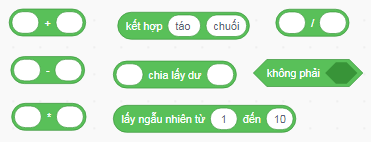 +
kết hợp táo chuối
/
-
chia lấy dư
không phải
*
lấy ngẫu nhiên từ 1 đến 10